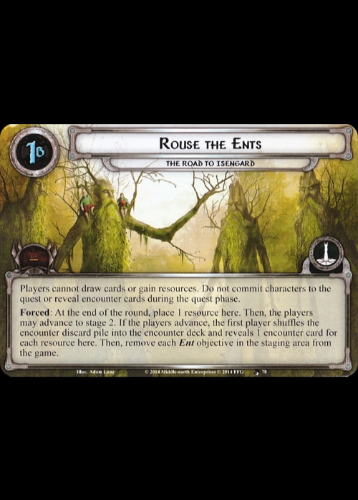 1B
ROUSE THE ENTS
THE ROAD TO ISENGARD
Players cannot draw cards or gain resources. Do not commit characters to the
quest or reveal encounter cards during the quest phase.
Forced: At the end of the round, place 1 resource here. Then, the players
may advance to stage 2. If the players advance, the first player shuffles the
encounter discard pile into the encounter deck and reveals 1 encounter card for
each resource here. Then, remove each Ent objective in the staging area from
the game.
Illus. Adam Lane © 2014 Middle-earth Enterprises © 2014 FFG 78